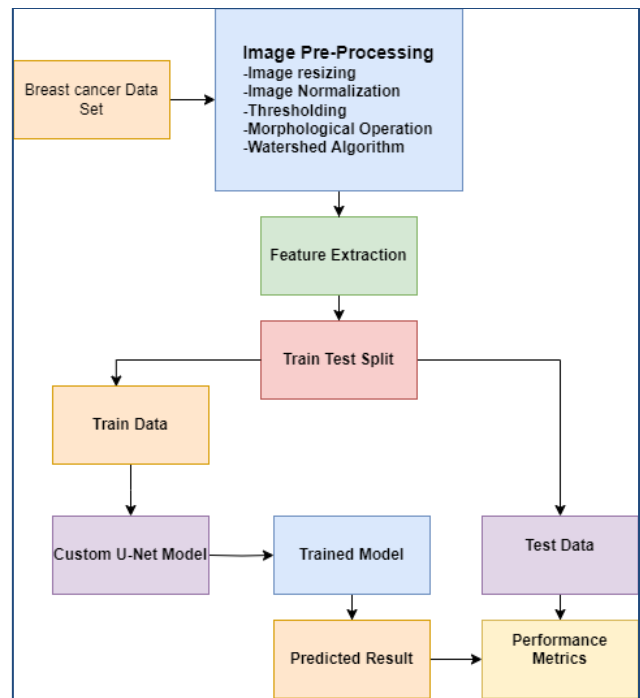 Breast cancer Data
Set
Image Pre-Processing
-Image resizing
-Image Normalization
-Thresholding
-Morphological Operation
-Watershed Algorithm
Feature Extraction
Train Test Split
Train Data
Custom U-Net Model
Trained Model
Test Data
Predicted Result
Performance
Metrics